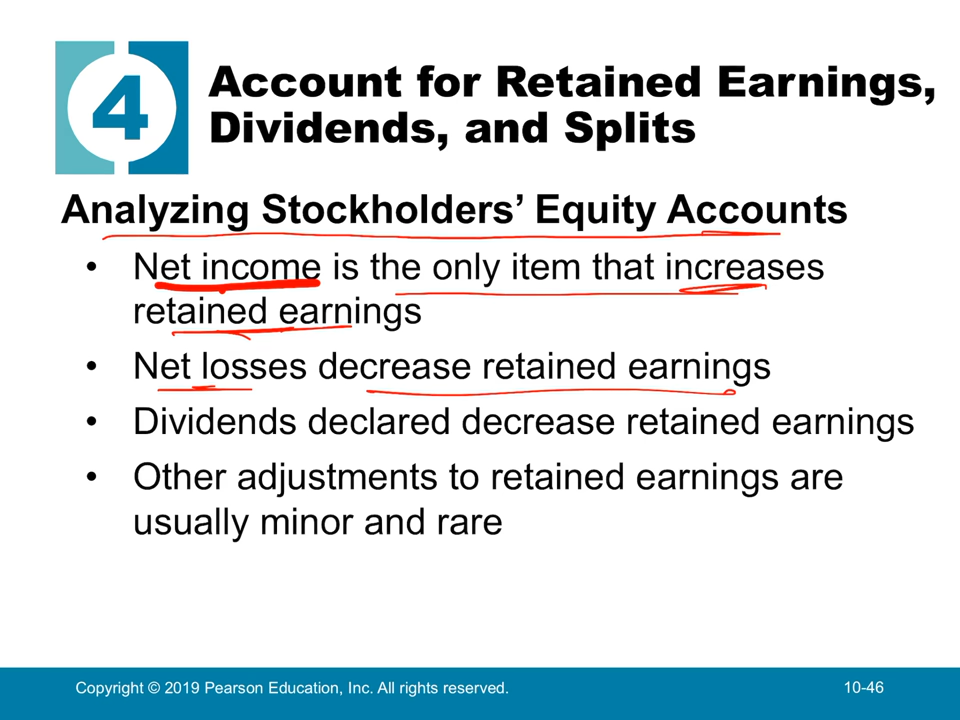 4
Account for Retained Earnings,
Dividends, and Splits
Analyzing Stockholders’ Equity Accounts
• Net income is the only item that increases
retained earnings
• Net losses decrease retained earnings
• Dividends declared decrease retained earnings
• Other adjustments to retained earnings are
usually minor and rare
Copyright © 2019 Pearson Education, Inc. All rights reserved.
10-46